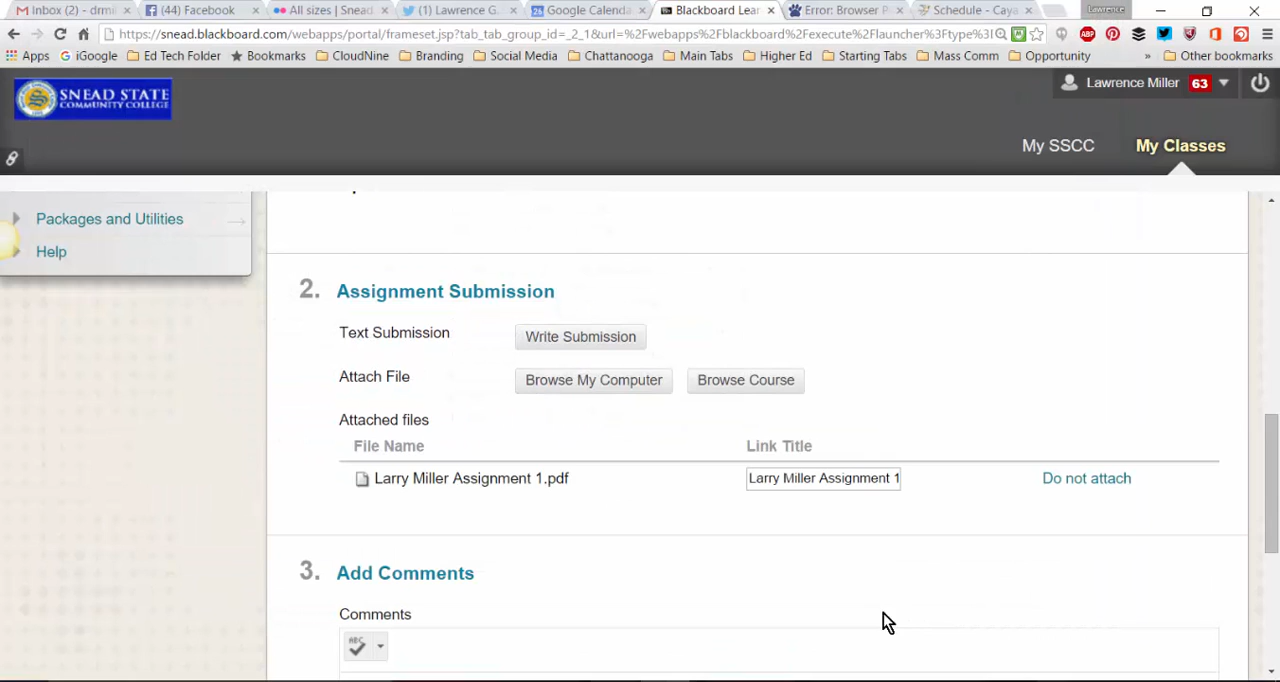 Inbox (2) - drmil
(44) Facebook
All sizes | Snead
(1) Lawrence G.
Google Calenda
Blackboard Lear
Error: Browser P
Schedule - Caya
Lawrence
https://snead.blackboard.com/webapps/portal/frameset.jsp?tab_tab_group_id=_2_1&url=%2Fwebapps%2Fblackboard%2Fexecute%2Flauncher%3Ftype%3
Apps
iGoogle
Ed Tech Folder
Bookmarks
CloudNine
Branding
Social Media
Chattanooga
Main Tabs
Higher Ed
Starting Tabs
Mass Comm
Opportunity
»
Other bookmarks
SNEAD STATE
COMMUNITY COLLEGE
Lawrence Miller 63
My SSCC
My Classes
Packages and Utilities
Help
2. Assignment Submission
Text Submission
Write Submission
Attach File
Browse My Computer
Browse Course
Attached files
File Name
Link Title
Larry Miller Assignment 1.pdf
Larry Miller Assignment 1
Do not attach
3. Add Comments
Comments
ABC